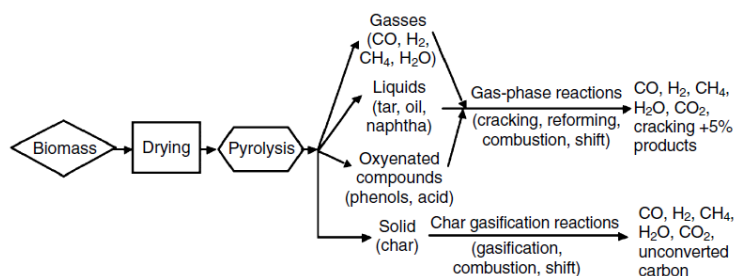 Gasses
(CO, H₂,
CH₄, H₂O)
Liquids
(tar, oil,
naphtha)
Gas-phase reactions
(cracking, reforming,
combustion, shift)
CO, H₂, CH₄,
H₂O, CO₂,
cracking +5%
products
Biomass
Drying
Pyrolysis
Oxyenated
compounds
(phenols, acid)
Solid
(char)
Char gasification reactions
(gasification,
combustion, shift)
CO, H₂, CH₄,
H₂O, CO₂,
unconverted
carbon